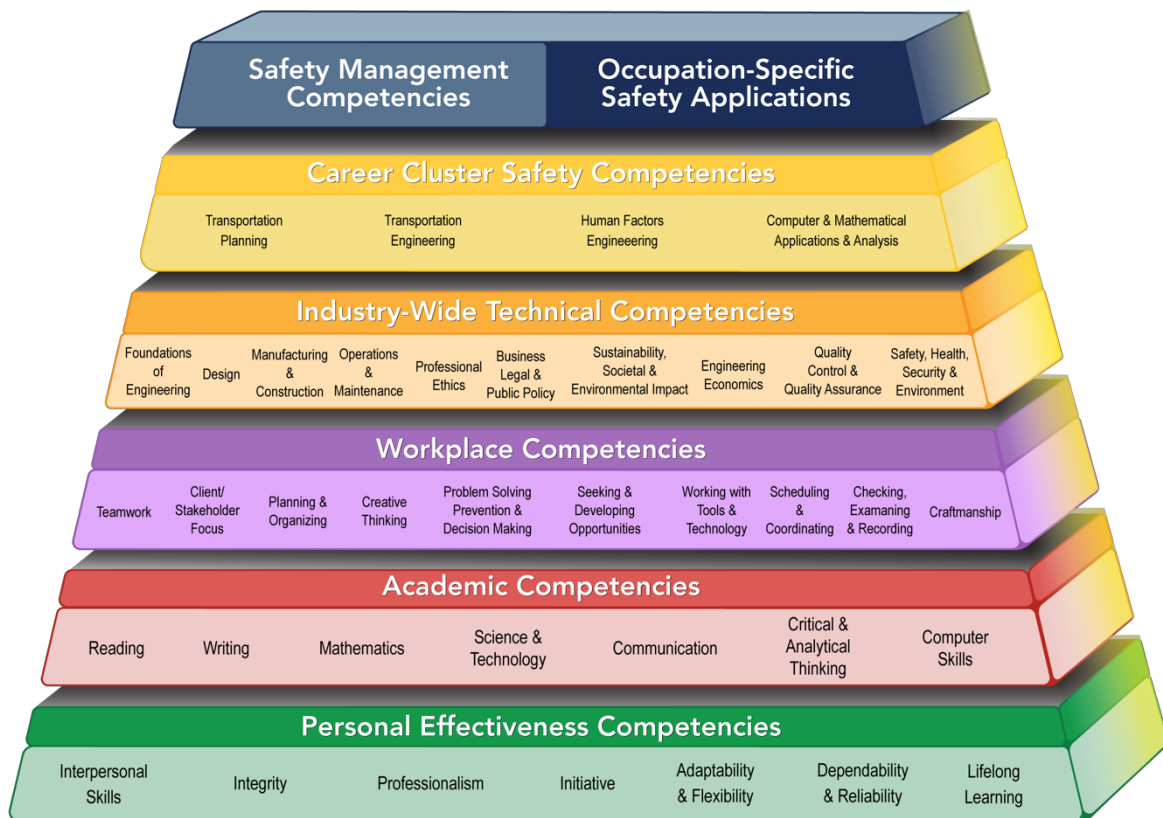 Safety Management
Competencies
Occupation-Specific
Safety Applications
Career Cluster Safety Competencies
Transportation
Planning
Transportation
Engineering
Human Factors
Engineeering
Computer & Mathematical
Applications & Analysis
Industry-Wide Technical Competencies
Foundations
of
Engineering
Design
Manufacturing
&
Construction
Operations
&
Maintenance
Professional
Ethics
Business
Legal &
Public Policy
Sustainability,
Societal &
Environmental Impact
Engineering
Economics
Quality
Control &
Quality Assurance
Safety, Health,
Security &
Environment
Workplace Competencies
Teamwork
Client/
Stakeholder
Focus
Planning &
Organizing
Creative
Thinking
Problem Solving
Prevention &
Decision Making
Seeking &
Developing
Opportunities
Working with
Tools &
Technology
Scheduling
&
Coordinating
Checking,
Examaning
& Recording
Craftmanship
Academic Competencies
Reading
Writing
Mathematics
Science &
Technology
Communication
Critical &
Analytical
Thinking
Computer
Skills
Personal Effectiveness Competencies
Interpersonal
Skills
Integrity
Professionalism
Initiative
Adaptability
& Flexibility
Dependability
& Reliability
Lifelong
Learning